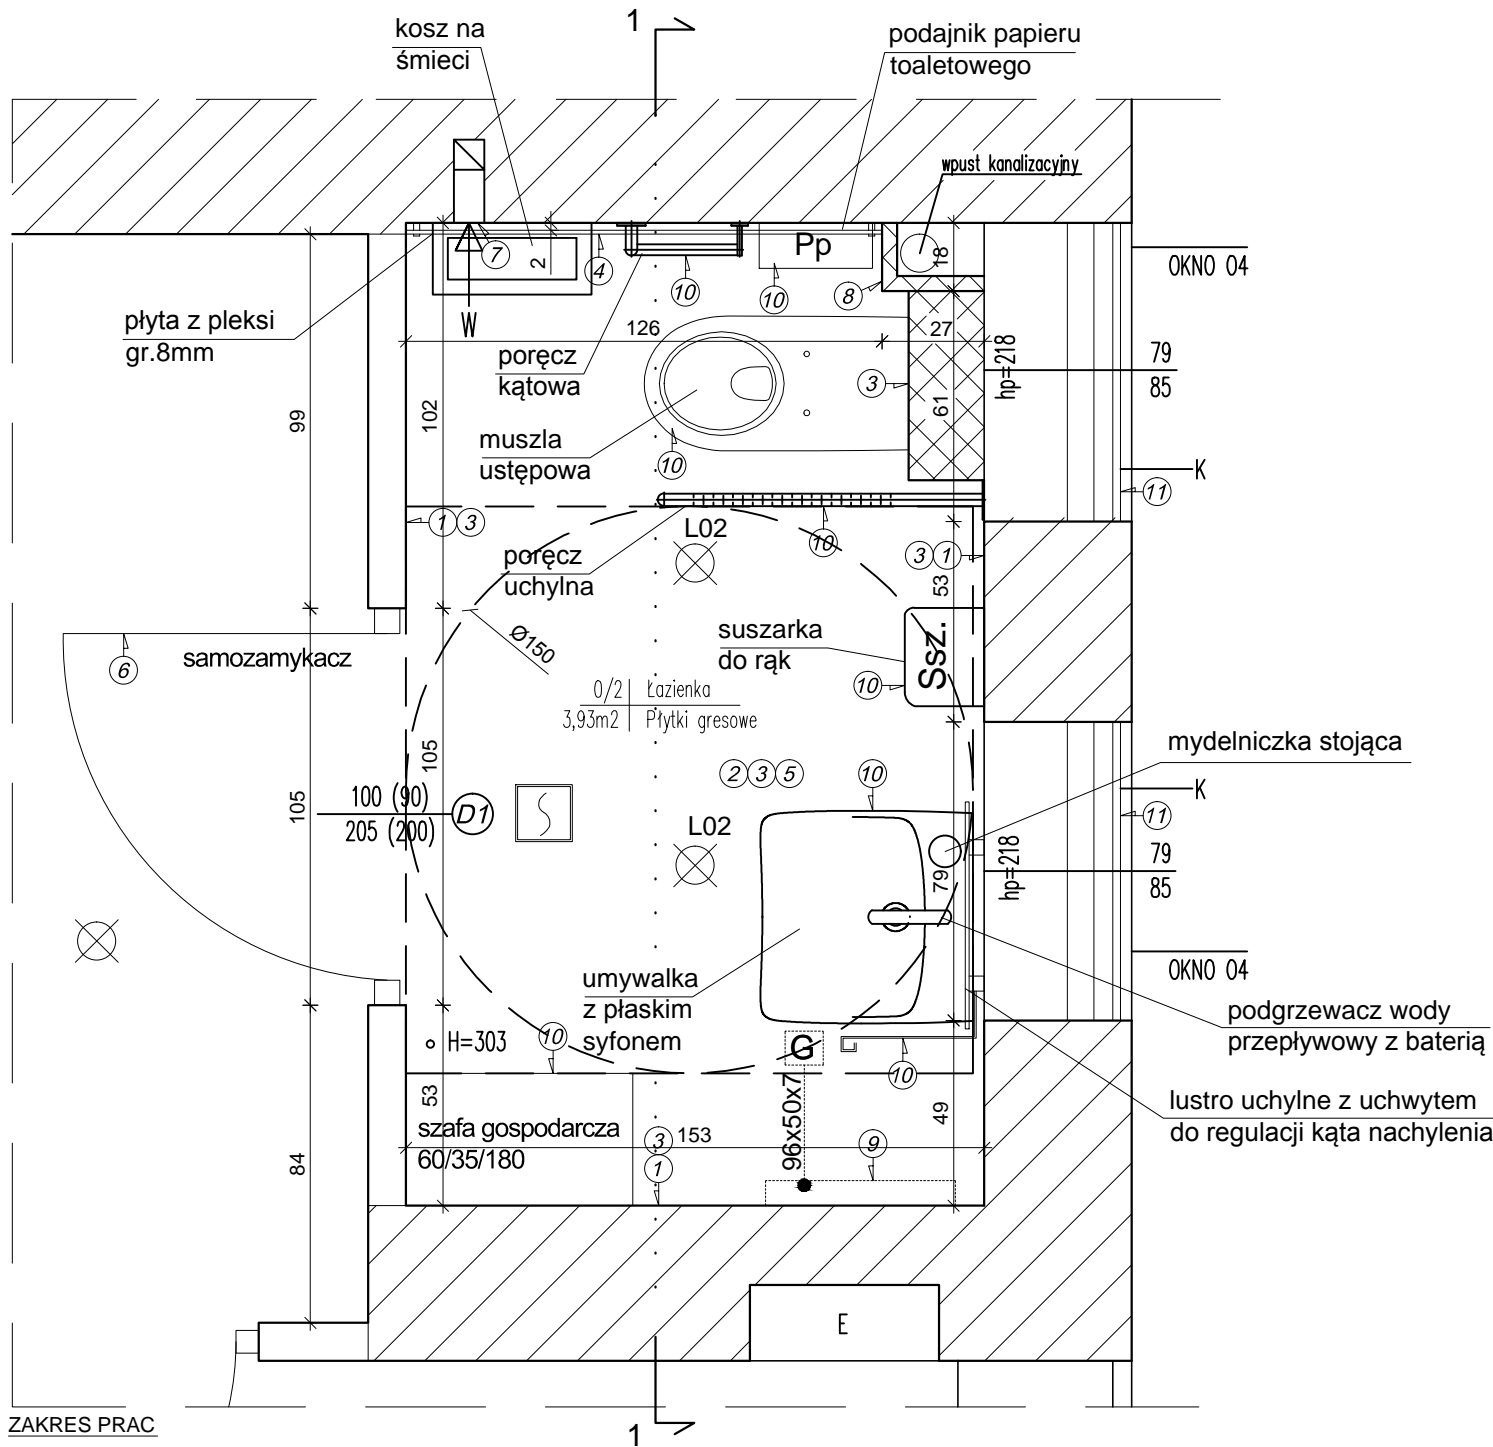 1
kosz na
śmieci
podajnik papieru
toaletowego
wpust kanalizacyjny
OKNO 04
Pp
18
7
2
4
10
10
8
W
płyta z pleksi
gr.8mm
126
27
poręcz
kątowa
hp=218
79
85
3
61
99
102
muszla
ustępowa
10
K
11
1 3
L02
10
poręcz
uchylna
3 1
53
Ø150
suszarka
do rąk
Ssz.
10
6
samozamykacz
0/2 Łazienka
3,93m2 Płytki gresowe
mydelniczka stojąca
105
105
2 3 5
10
K
11
100 (90)
205 (200)
D1
L02
79
hp=218
79
85
OKNO 04
umywalka
z płaskim
syfonem
podgrzewacz wody
przepływowy z baterią
H=303
10
G
10
lustro uchylne z uchwytem
do regulacji kąta nachylenia
53
96x50x7
49
szafa gospodarcza
60/35/180
3
153
9
1
84
E
ZAKRES PRAC
1